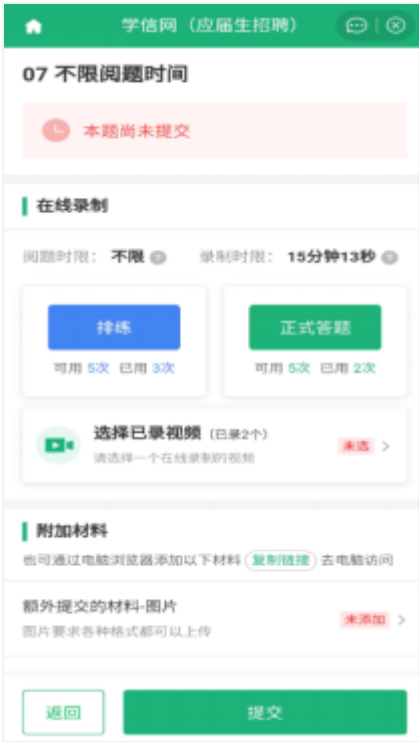 学信网（应届生招聘）
07 不限阅题时间
本题尚未提交
在线录制
阅题时限： 不限 ?
录制时限： 15分钟13秒 ?
排练
可用 5次 已用 3次
正式答题
可用 5次 已用 2次
选择已录视频（已录2个）
请选择一个在线录制的视频
未选
附加材料
也可通过电脑浏览器添加以下材料 复制链接 去电脑访问
额外提交的材料-图片
图片要求各种格式都可以上传
未添加
返回
提交